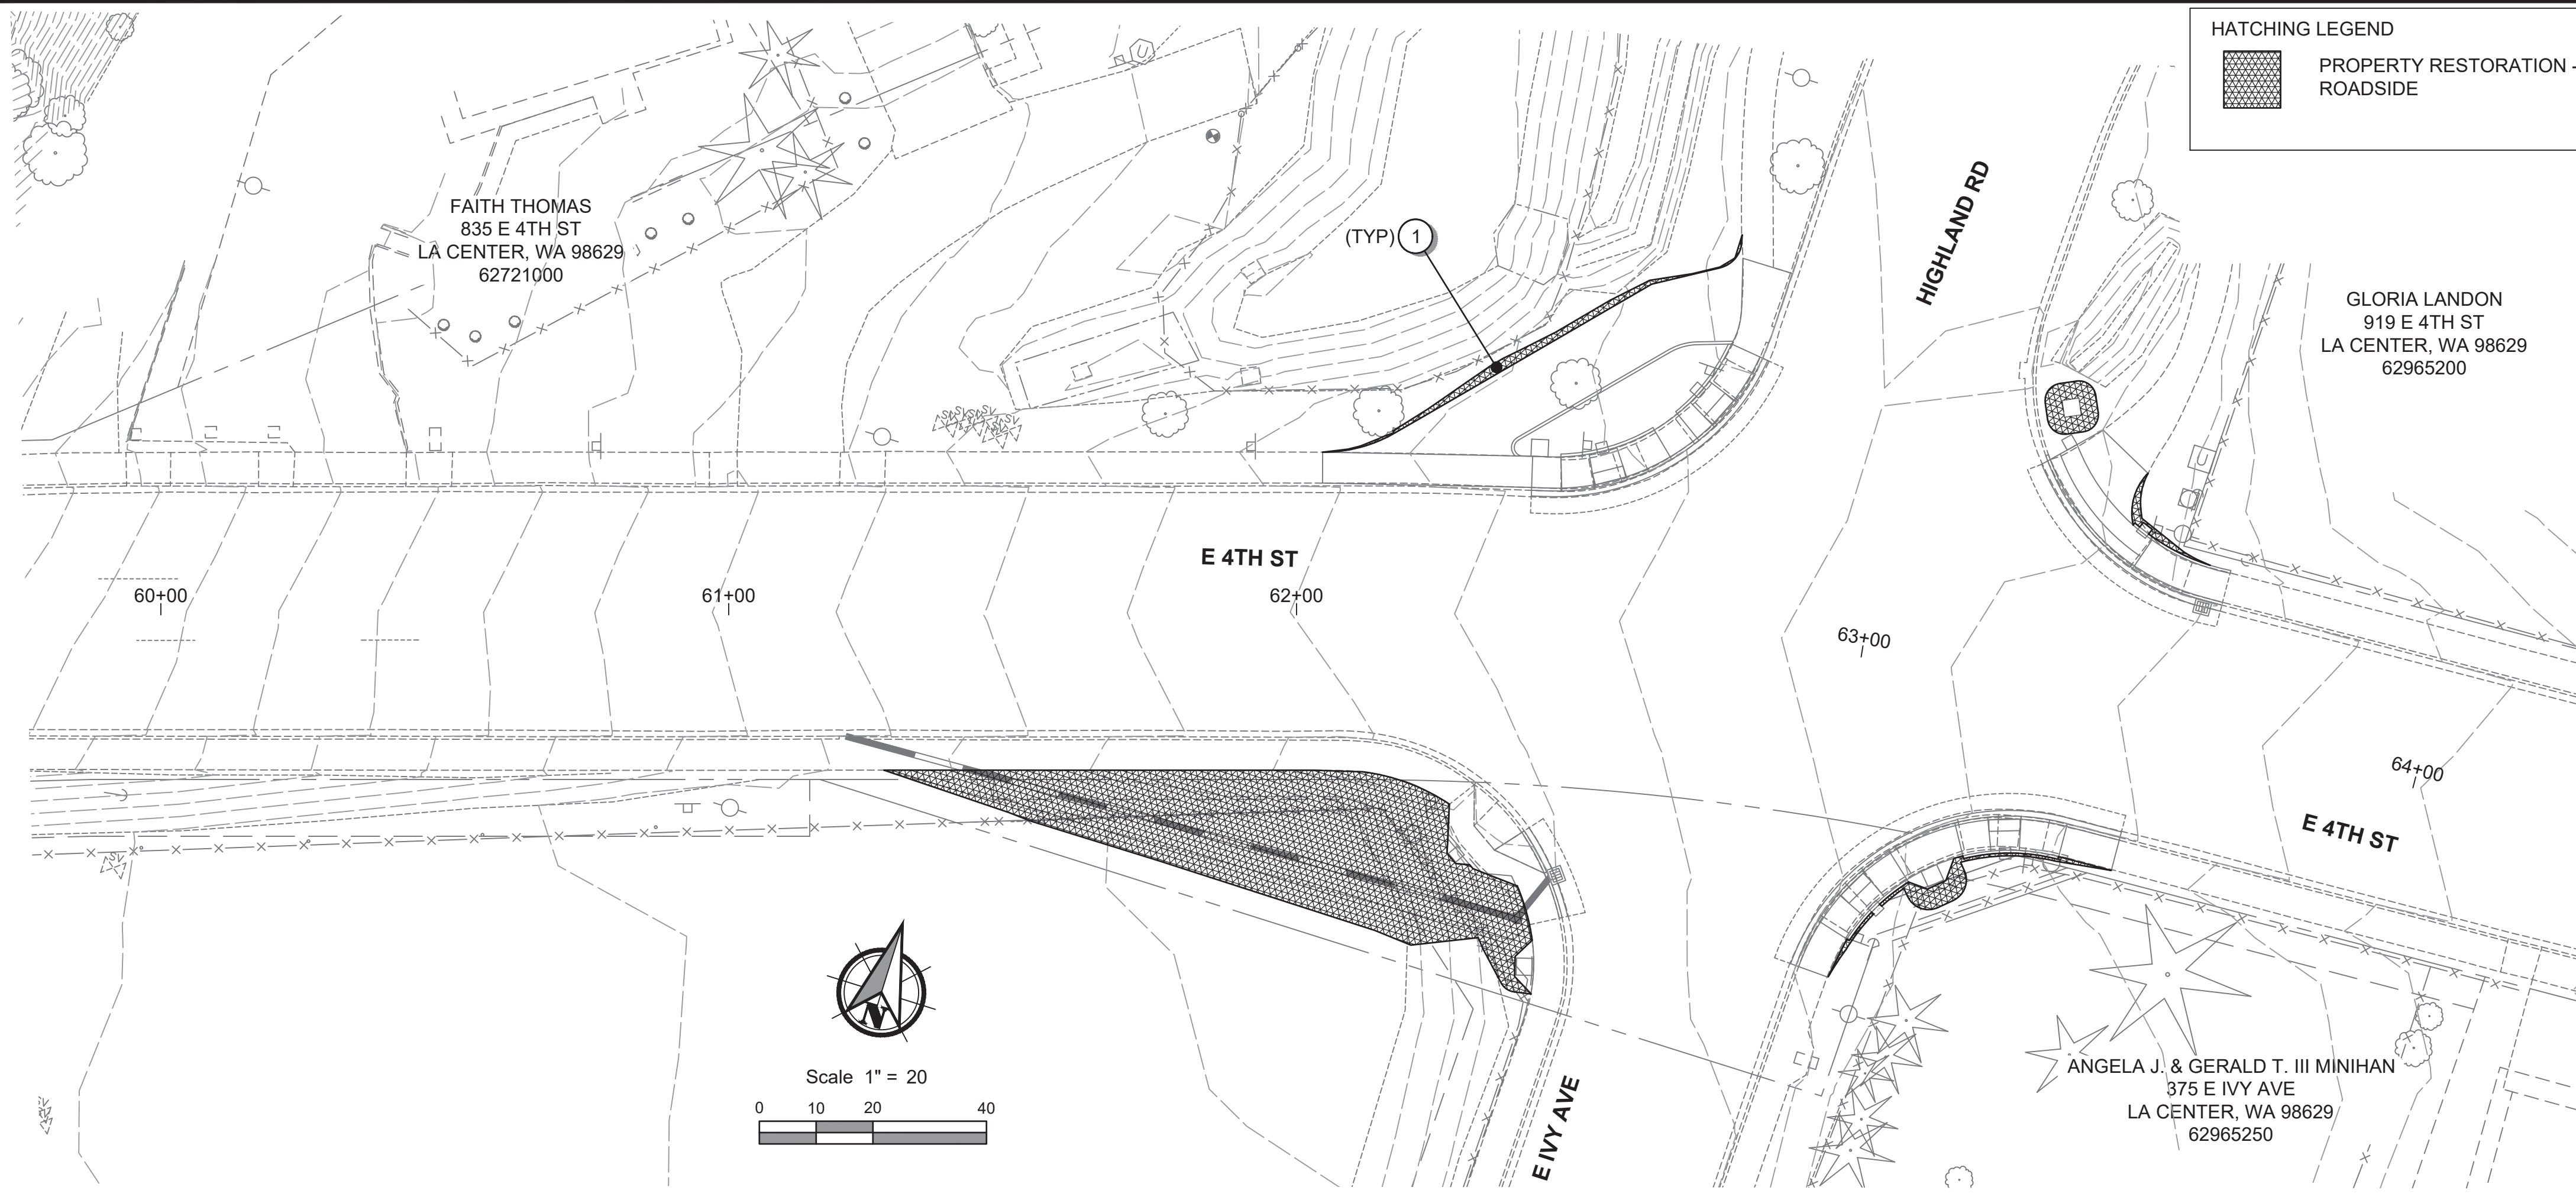 HATCHING LEGEND
PROPERTY RESTORATION -
ROADSIDE
FAITH THOMAS
835 E 4TH ST
LA CENTER, WA 98629
62721000
(TYP) 1
HIGHLAND RD
GLORIA LANDON
919 E 4TH ST
LA CENTER, WA 98629
62965200
E 4TH ST
60+00
61+00
62+00
63+00
64+00
E 4TH ST
N
Scale 1" = 20
0 10 20 40
E IVY AVE
ANGELA J. & GERALD T. III MINIHAN
375 E IVY AVE
LA CENTER, WA 98629
62965250